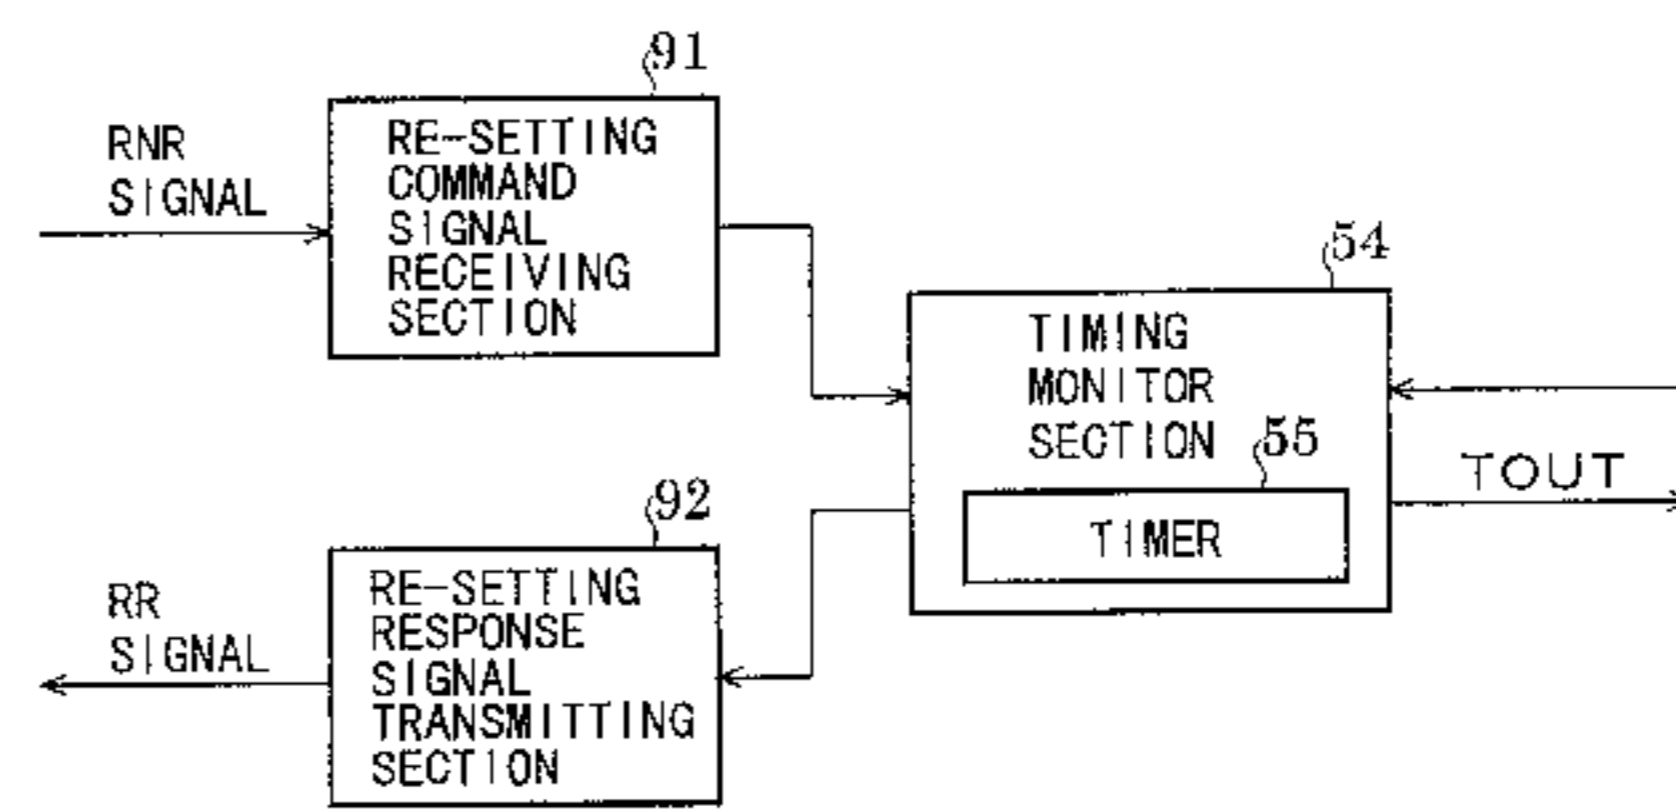 91
RNR
SIGNAL
RE-SETTING
COMMAND
SIGNAL
RECEIVING
SECTION
54
TIMING
MONITOR
SECTION
55
TIMER
TOUT
92
RR
SIGNAL
RE-SETTING
RESPONSE
SIGNAL
TRANSMITTING
SECTION